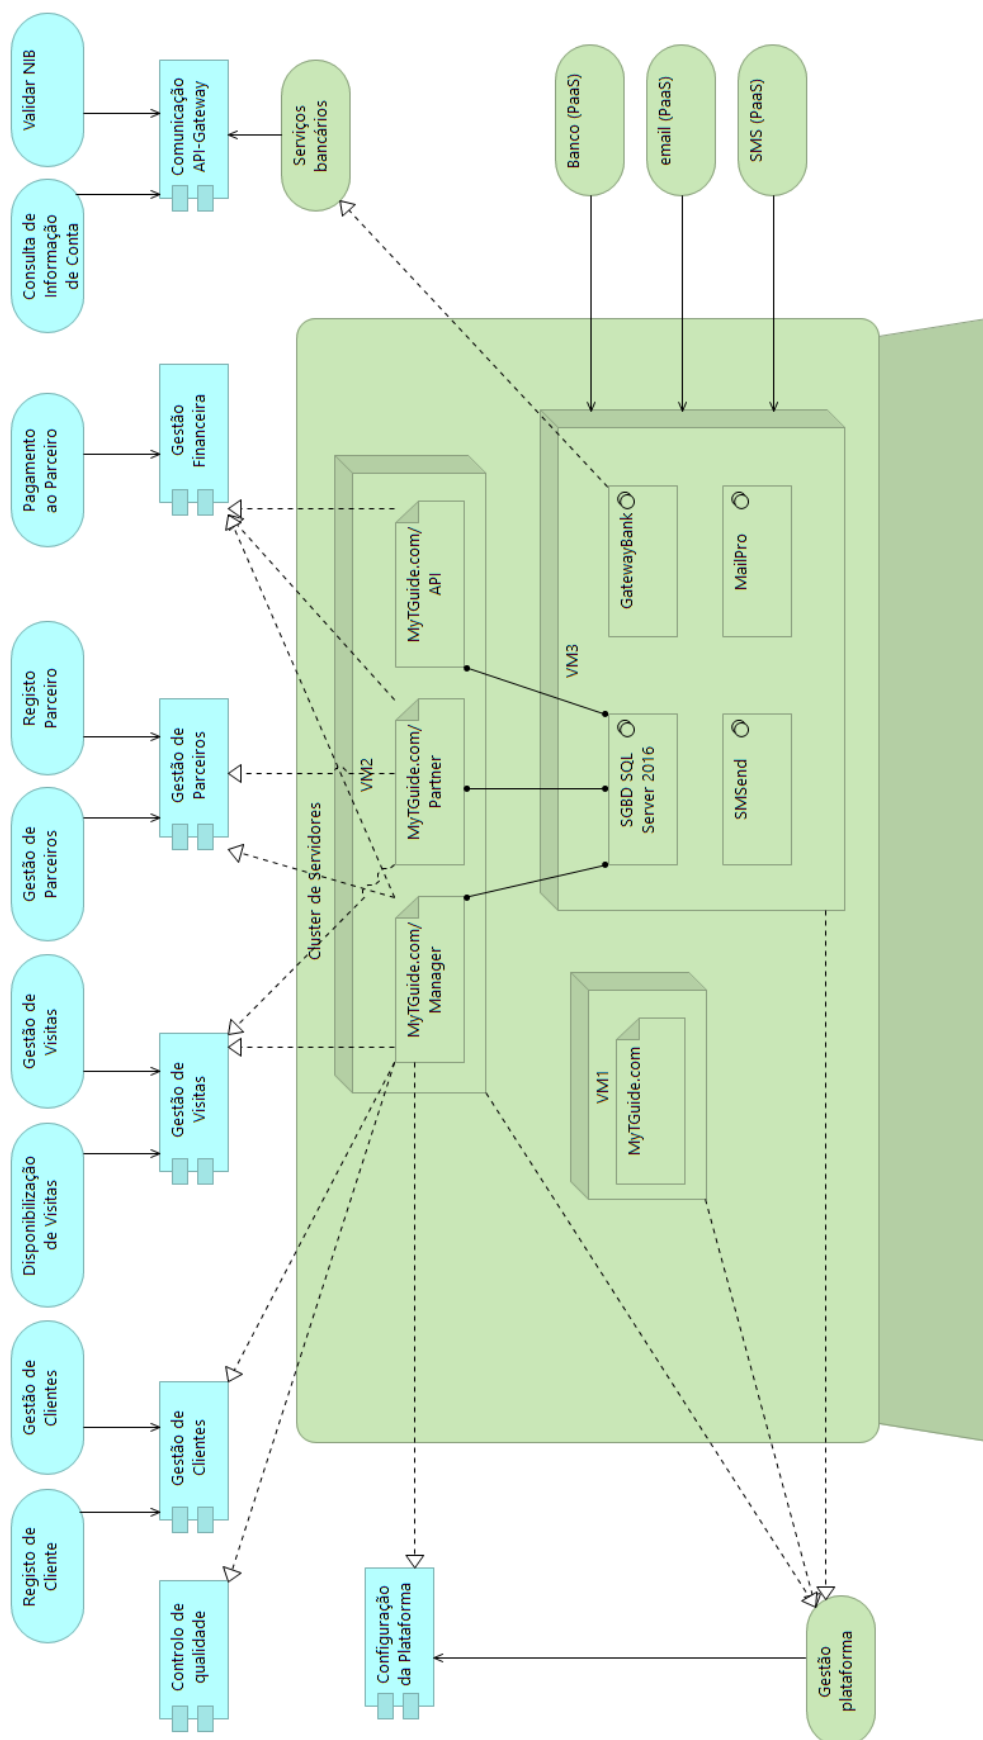 Registo de
Cliente
Gestão de
Clientes
Disponibilização
de Visitas
Gestão de
Visitas
Gestão de
Parceiros
Registo
Parceiro
Pagamento
ao Parceiro
Consulta de
Informação
de Conta
Validar NIB
Controlo de
qualidade
Gestão de
Clientes
Gestão de
Visitas
Gestão de
Parceiros
Gestão
Financeira
Comunicação
API-Gateway
Serviços
bancários
Cluster de Servidores
Configuração
da Plataforma
VM2
MyTGuide.com/
Manager
MyTGuide.com/
Partner
MyTGuide.com/
API
VM1
MyTGuide.com
VM3
SGBD SQL
Server 2016
GatewayBank
SMSend
MailPro
Banco (PaaS)
email (PaaS)
SMS (PaaS)
Gestão
plataforma